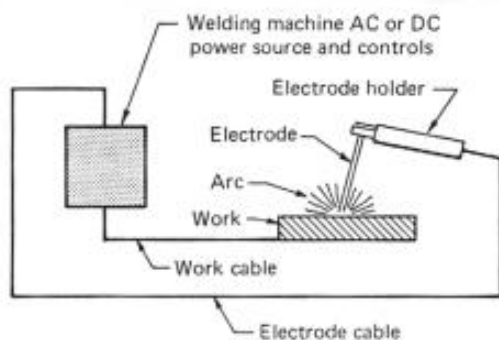 Welding machine AC or DC
power source and controls
Electrode holder
Electrode
Arc
Work
Work cable
Electrode cable